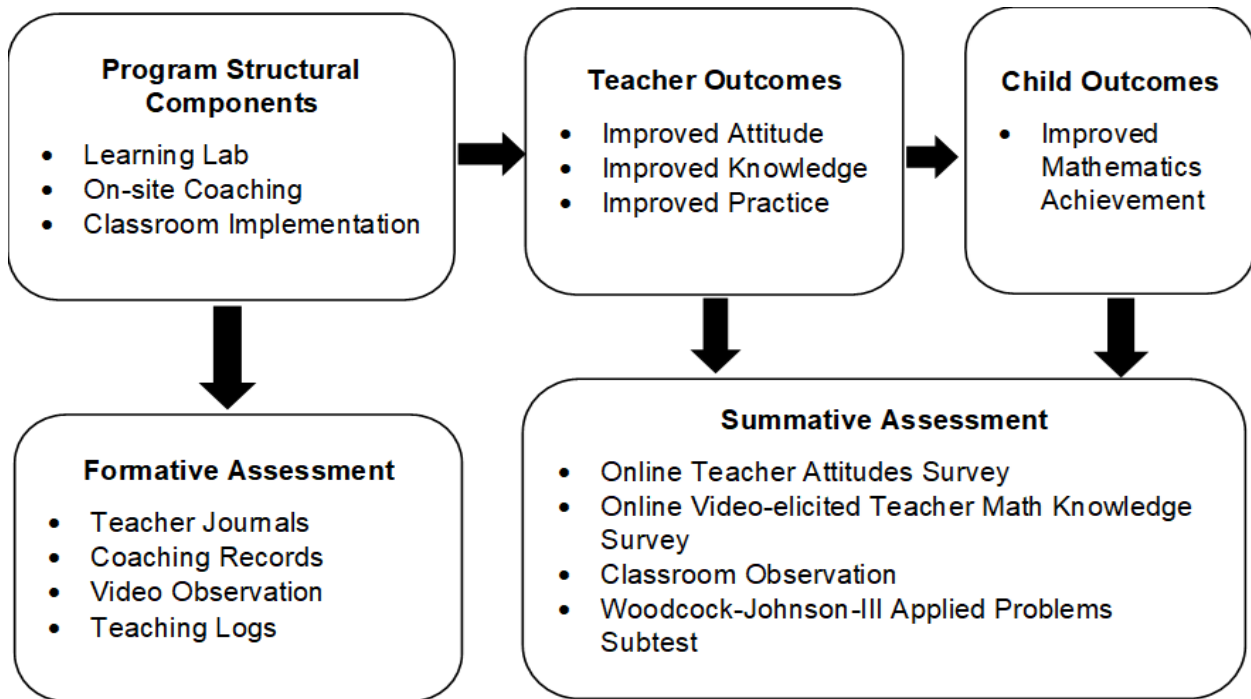 Program Structural
Components
• Learning Lab
• On-site Coaching
• Classroom Implementation
Teacher Outcomes
• Improved Attitude
• Improved Knowledge
• Improved Practice
Child Outcomes
• Improved
Mathematics
Achievement
Formative Assessment
• Teacher Journals
• Coaching Records
• Video Observation
• Teaching Logs
Summative Assessment
• Online Teacher Attitudes Survey
• Online Video-elicited Teacher Math Knowledge
Survey
• Classroom Observation
• Woodcock-Johnson-III Applied Problems
Subtest